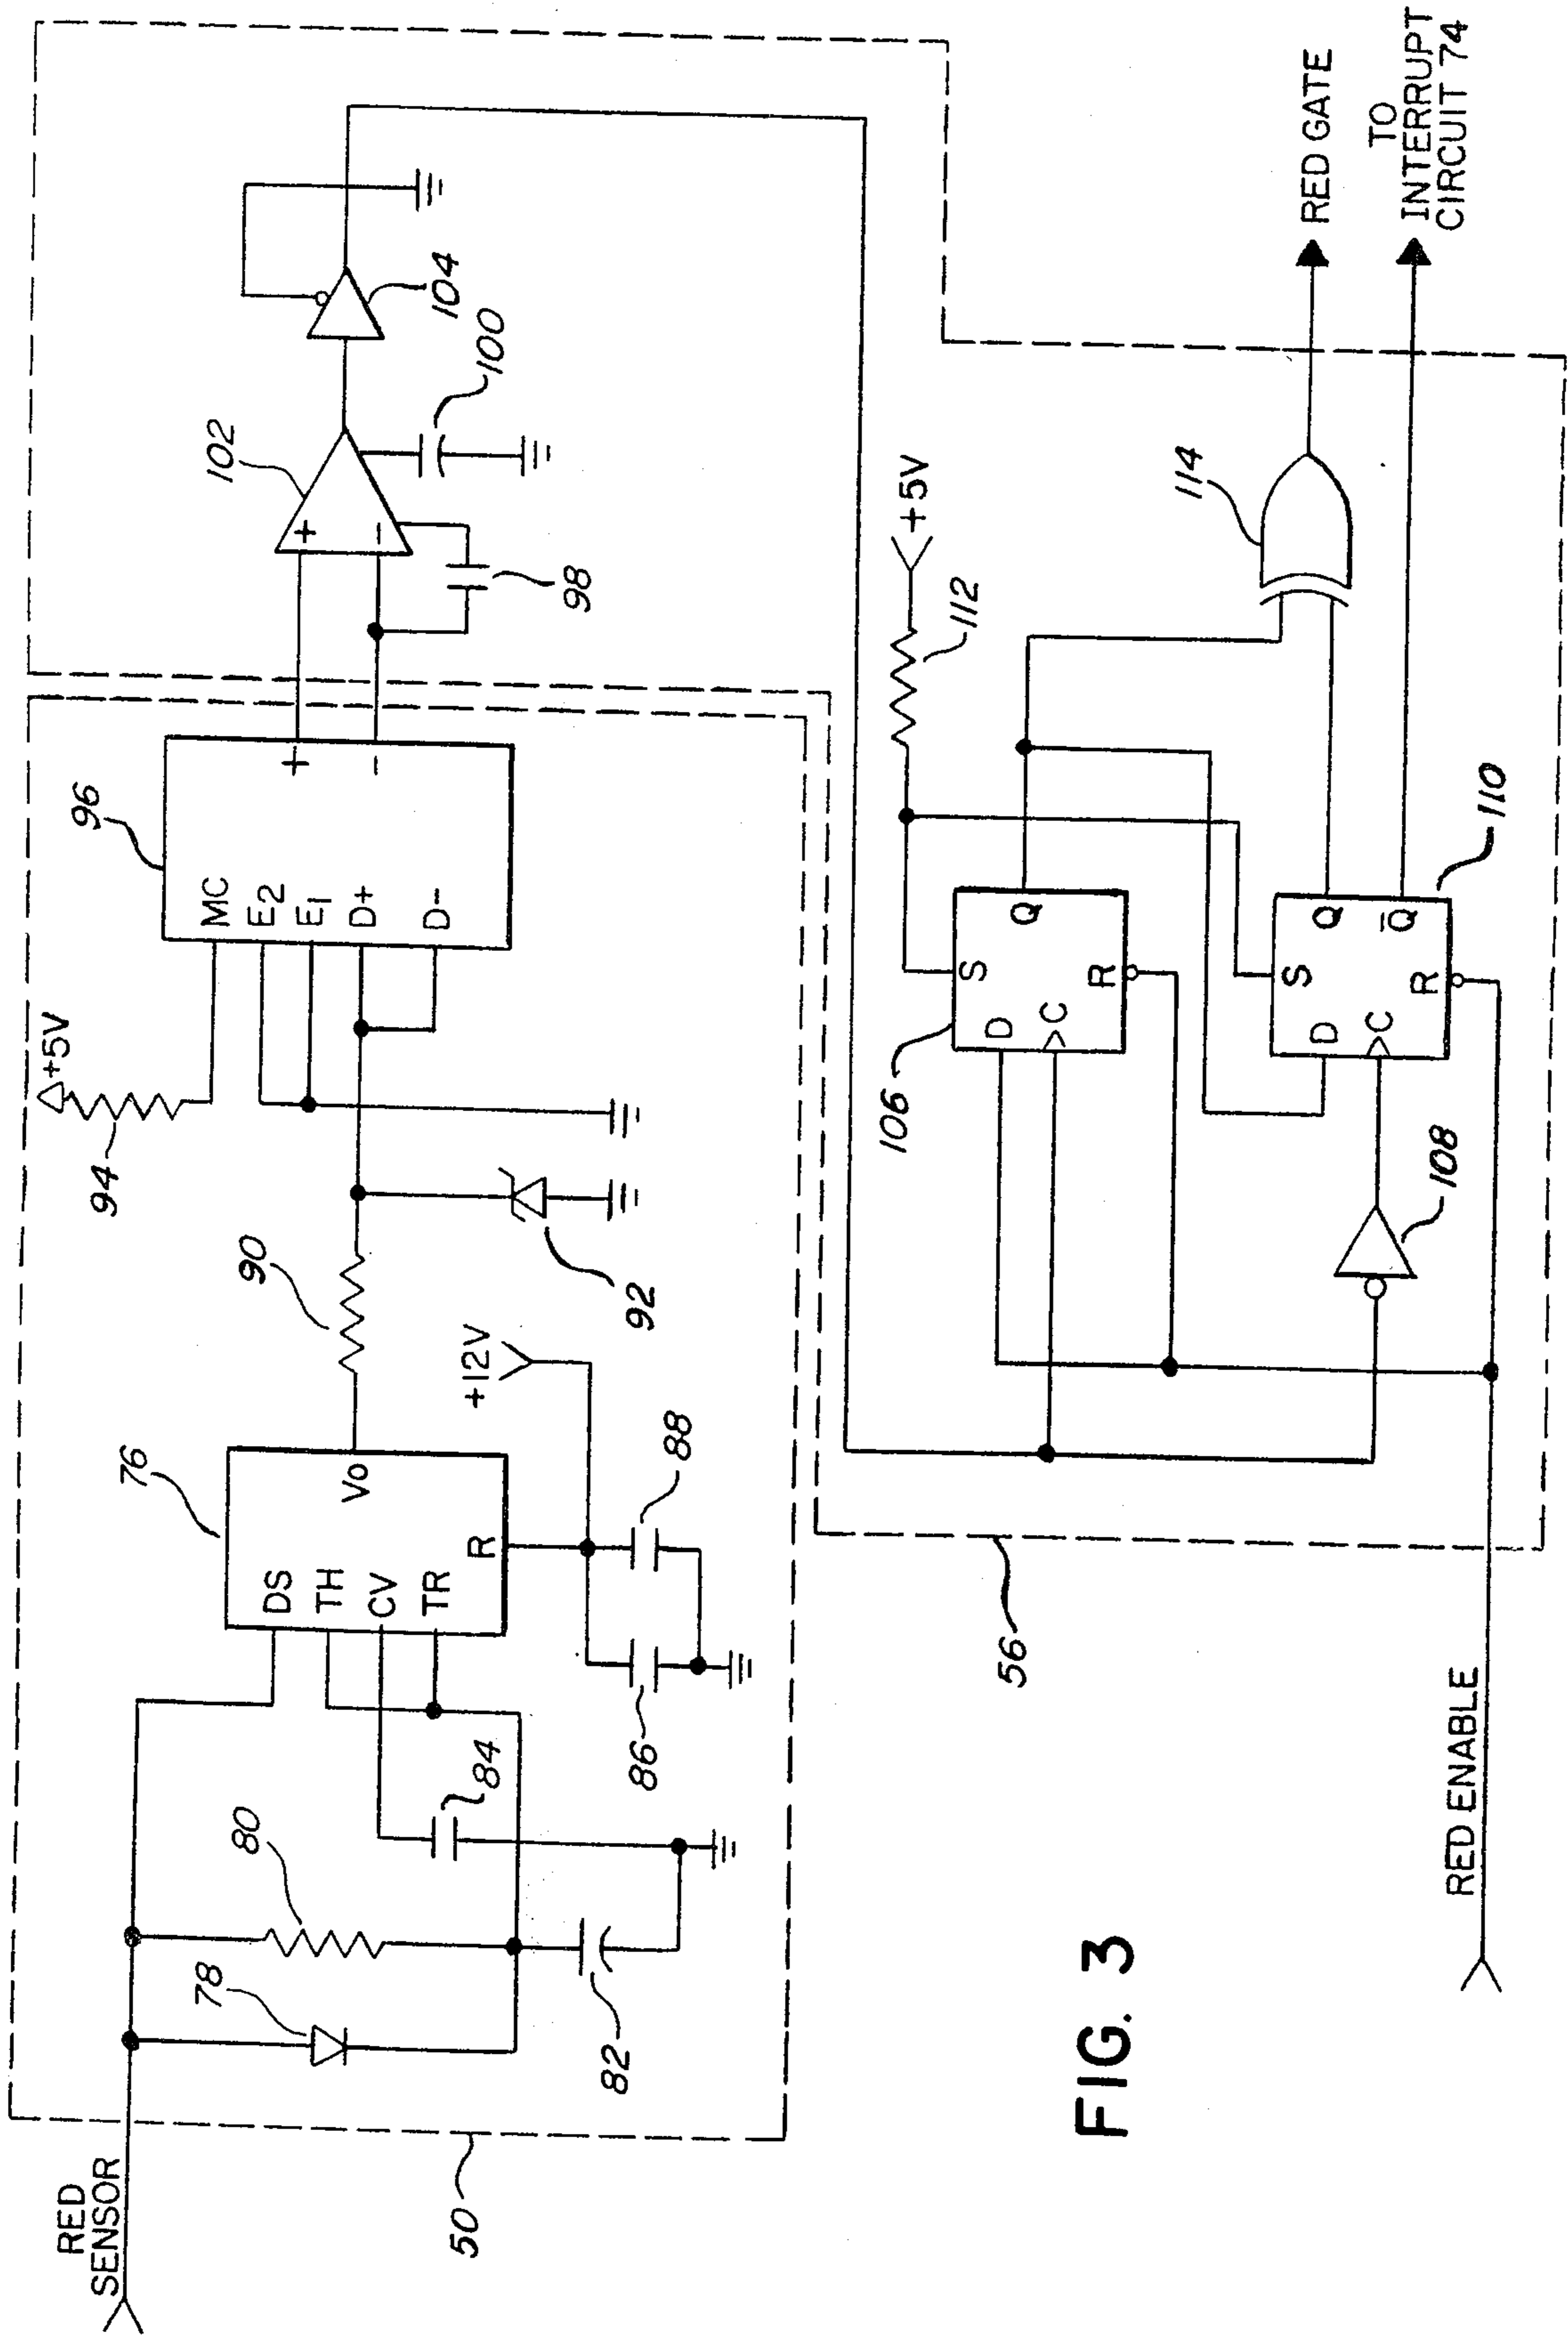 RED
SENSOR
50
78
80
82
84
86
88
76
DS
TH
CV
TR
R
Vo
+12V
90
92
94
+5V
96
MC
E2
E1
D+
D-
+
-
102
+
-
98
100
104
56
106
D
C
S
R
Q
112
+5V
108
110
D
C
S
R
Q
Q̅
114
RED GATE
TO
INTERRUPT
CIRCUIT 74
RED ENABLE
FIG. 3